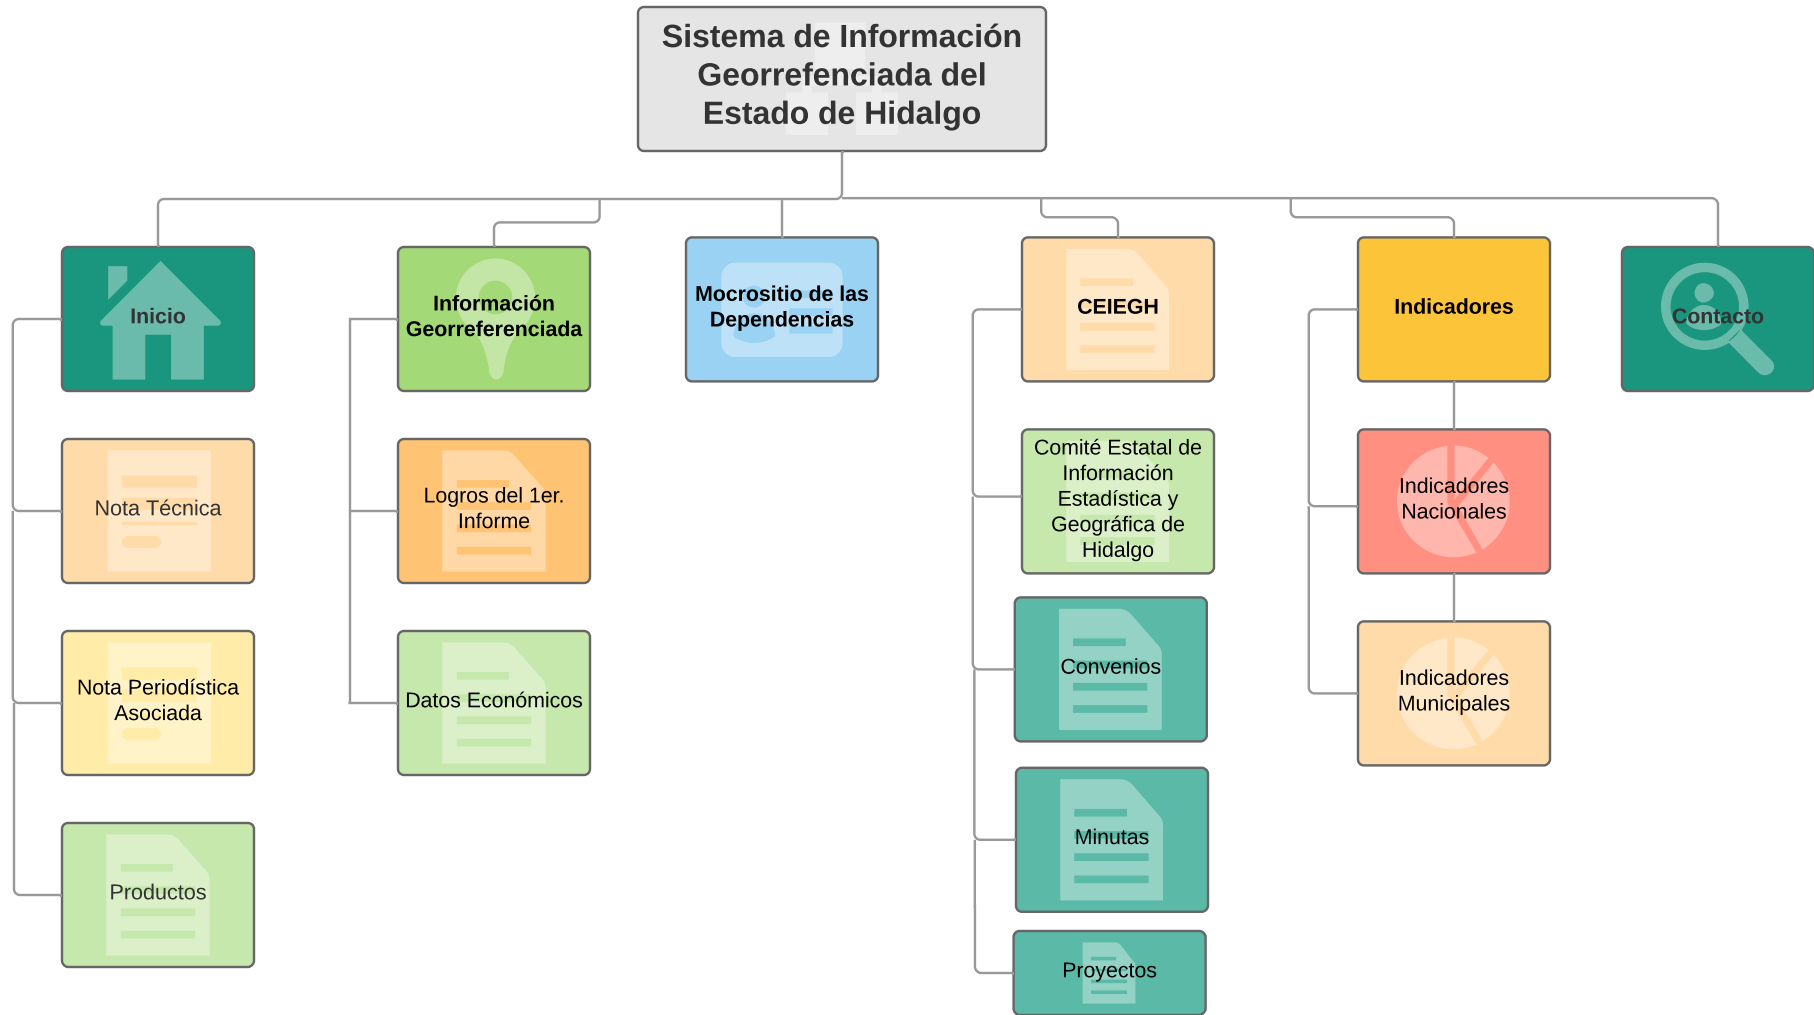 Sistema de Información
Georrefenciada del
Estado de Hidalgo
Inicio
Información
Georreferenciada
Mocrositio de las
Dependencias
CEIEGH
Indicadores
Contacto
Nota Técnica
Logros del 1er.
Informe
Comité Estatal de
Información
Estadística y
Geográfica de
Hidalgo
Indicadores
Nacionales
Nota Periodística
Asociada
Datos Económicos
Convenios
Indicadores
Municipales
Productos
Minutas
Proyectos